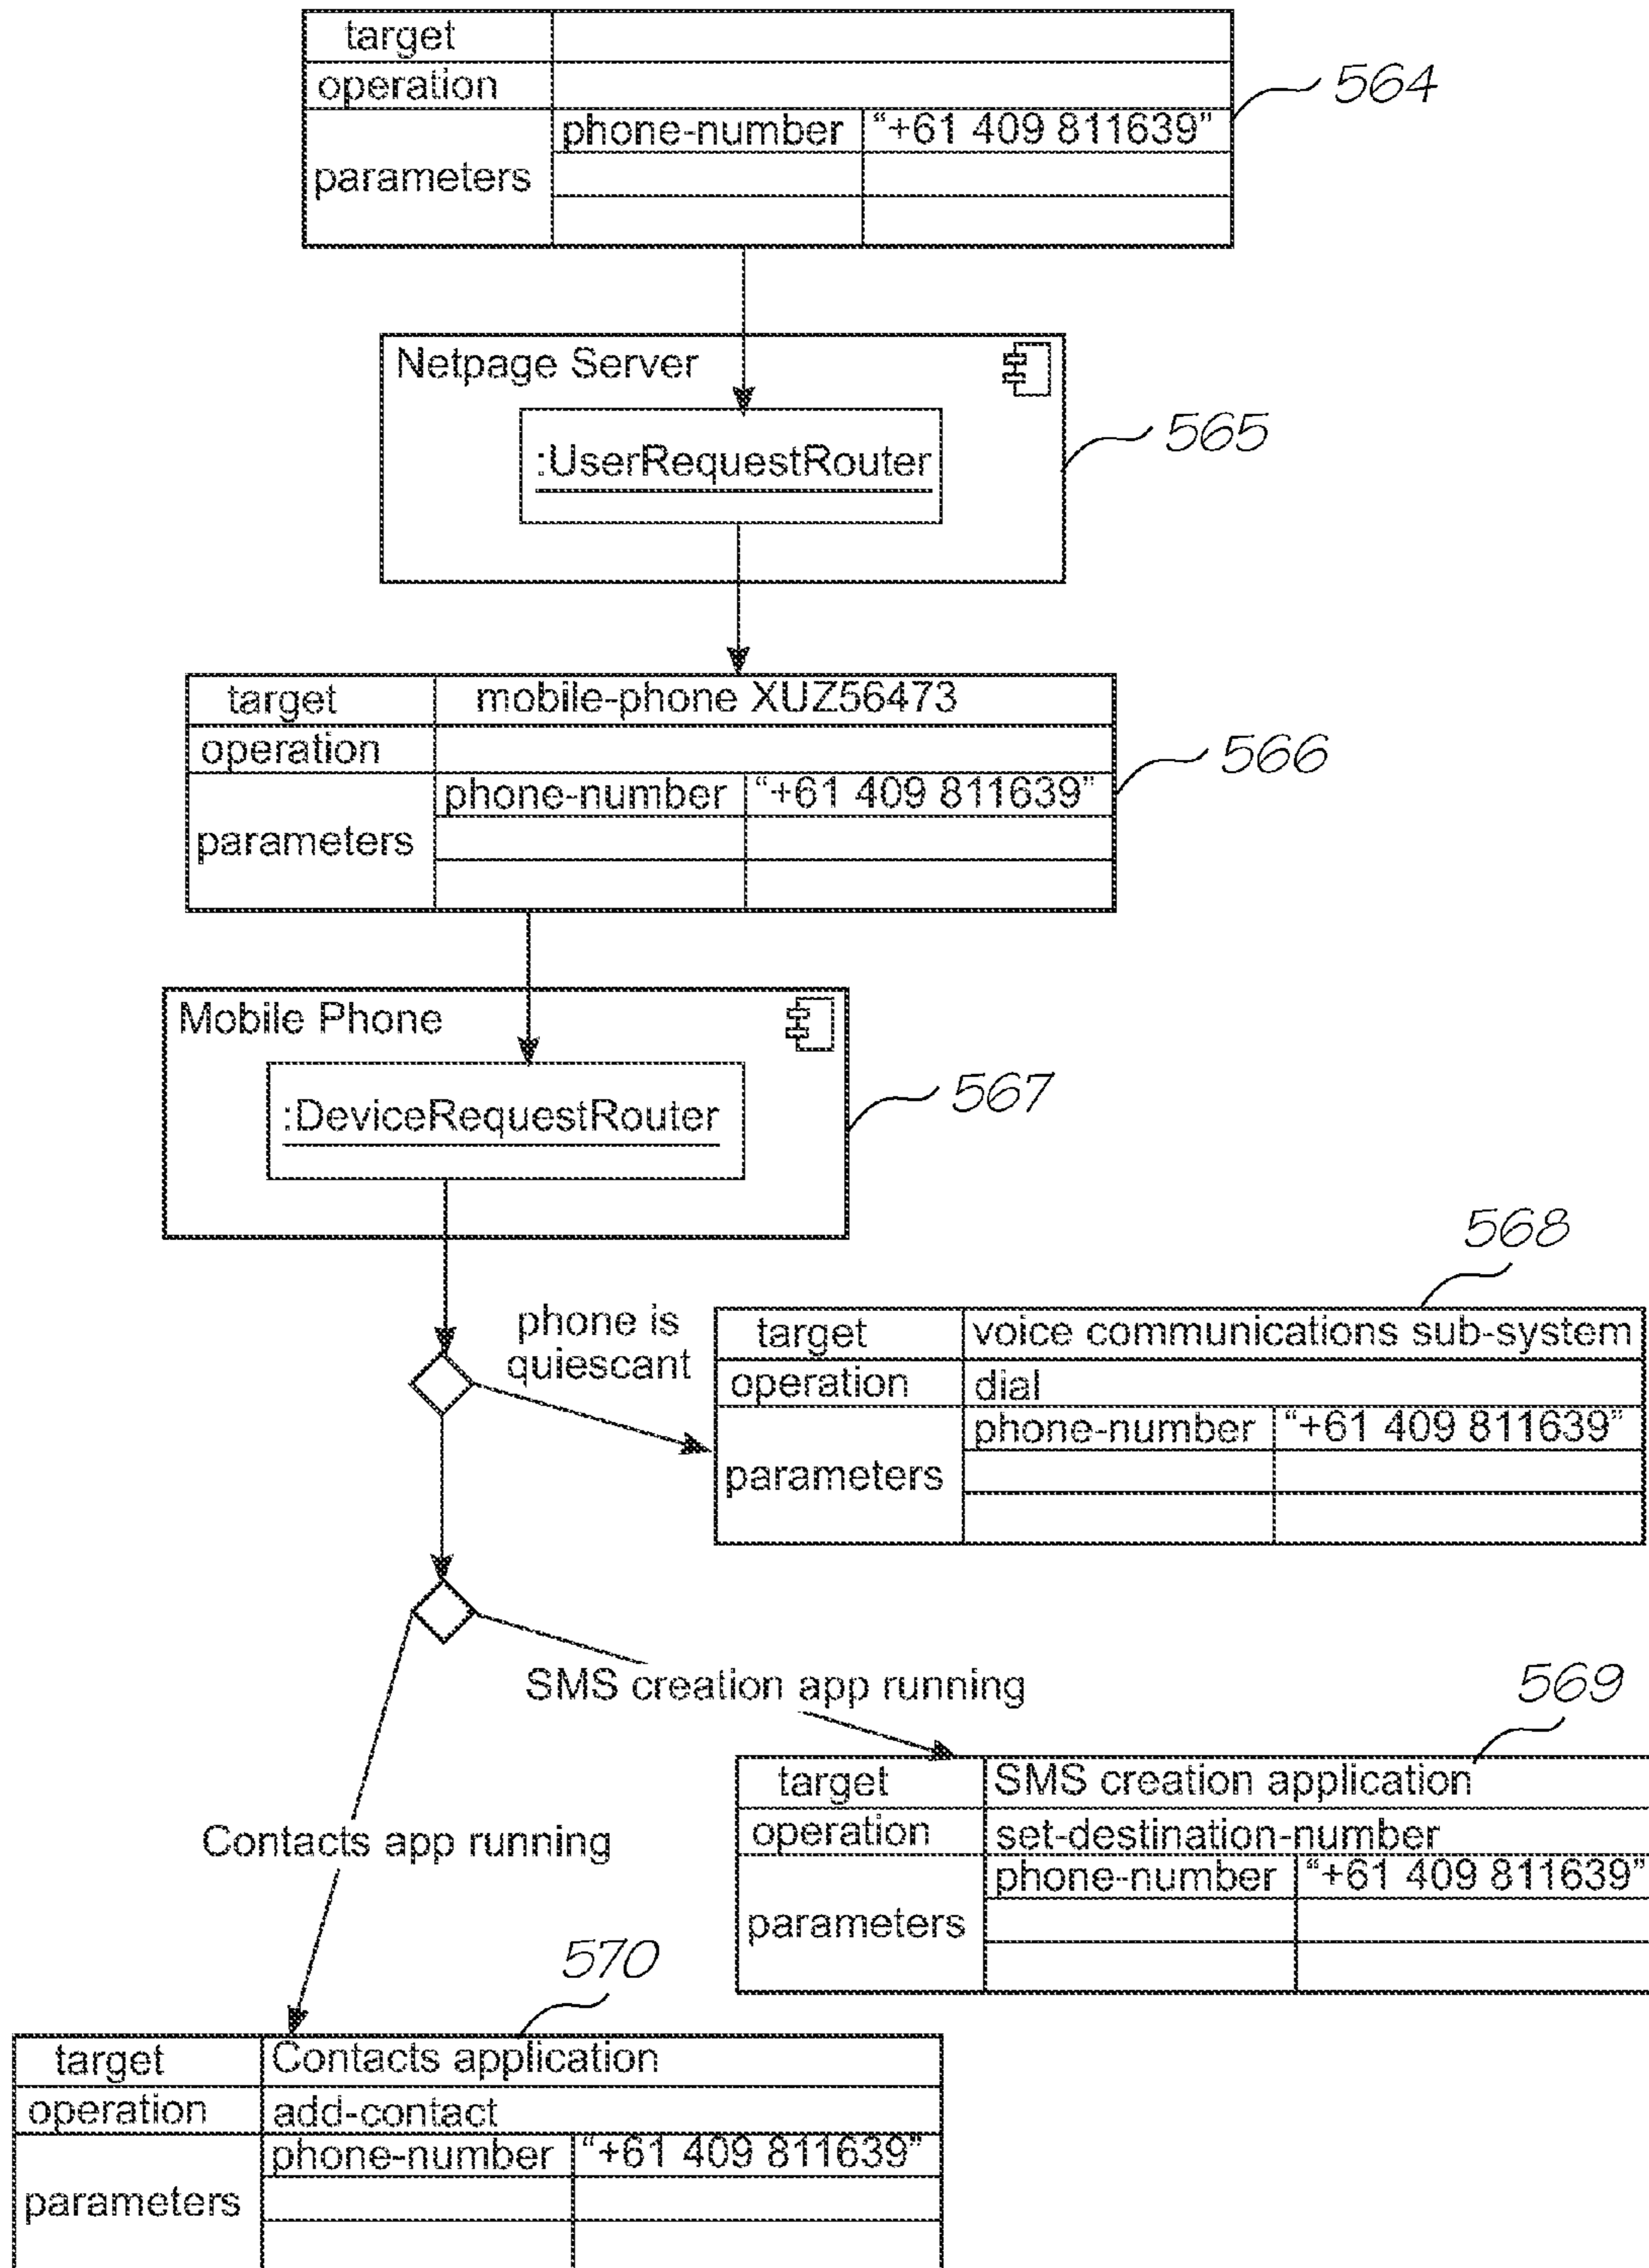 target
operation
parameters
phone-number "+61 409 811639"
564
Netpage Server
:UserRequestRouter
565
target mobile-phone XUZ56473
operation
parameters
phone-number "+61 409 811639"
566
Mobile Phone
:DeviceRequestRouter
567
phone is
quiescant
568
target voice communications sub-system
operation dial
parameters
phone-number "+61 409 811639"
SMS creation app running
569
target SMS creation application
operation set-destination-number
parameters
phone-number "+61 409 811639"
Contacts app running
570
target Contacts application
operation add-contact
parameters
phone-number "+61 409 811639"